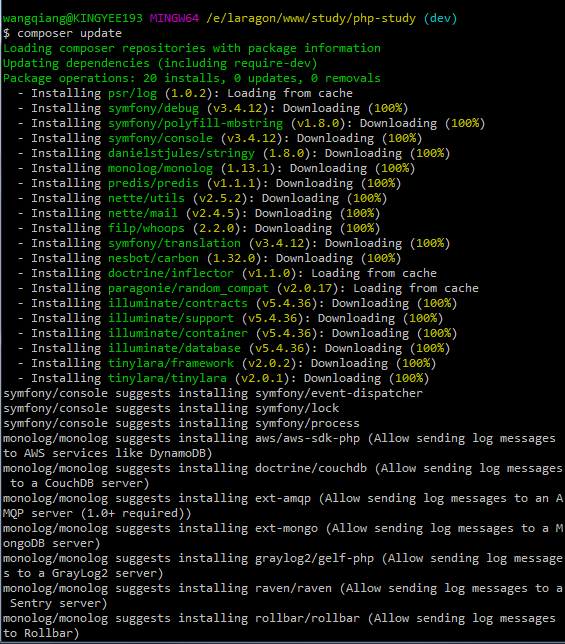 wangqiang@KINGYEE193 MINGW64 /e/laragon/www/study/php-study (dev)
$ composer update
Loading composer repositories with package information
Updating dependencies (including require-dev)
Package operations: 20 installs, 0 updates, 0 removals
  - Installing psr/log (1.0.2): Loading from cache
  - Installing symfony/debug (v3.4.12): Downloading (100%)
  - Installing symfony/polyfill-mbstring (v1.8.0): Downloading (100%)
  - Installing symfony/console (v3.4.12): Downloading (100%)
  - Installing danielstjules/stringy (1.8.0): Downloading (100%)
  - Installing monolog/monolog (1.13.1): Downloading (100%)
  - Installing predis/predis (v1.1.1): Downloading (100%)
  - Installing nette/utils (v2.5.2): Downloading (100%)
  - Installing nette/mail (v2.4.5): Downloading (100%)
  - Installing filp/whoops (2.2.0): Downloading (100%)
  - Installing symfony/translation (v3.4.12): Downloading (100%)
  - Installing nesbot/carbon (1.32.0): Downloading (100%)
  - Installing doctrine/inflector (v1.1.0): Loading from cache
  - Installing paragonie/random_compat (v2.0.17): Loading from cache
  - Installing illuminate/contracts (v5.4.36): Downloading (100%)
  - Installing illuminate/support (v5.4.36): Downloading (100%)
  - Installing illuminate/container (v5.4.36): Downloading (100%)
  - Installing illuminate/database (v5.4.36): Downloading (100%)
  - Installing tinylara/framework (v2.0.2): Downloading (100%)
  - Installing tinylara/tinylara (v2.0.1): Downloading (100%)
symfony/console suggests installing symfony/event-dispatcher
symfony/console suggests installing symfony/lock
symfony/console suggests installing symfony/process
monolog/monolog suggests installing aws/aws-sdk-php (Allow sending log messages
to AWS services like DynamoDB)
monolog/monolog suggests installing doctrine/couchdb (Allow sending log messages
 to a CouchDB server)
monolog/monolog suggests installing ext-amqp (Allow sending log messages to an A
MQP server (1.0+ required))
monolog/monolog suggests installing ext-mongo (Allow sending log messages to a M
ongoDB server)
monolog/monolog suggests installing graylog2/gelf-php (Allow sending log message
s to a GrayLog2 server)
monolog/monolog suggests installing raven/raven (Allow sending log messages to a
 Sentry server)
monolog/monolog suggests installing rollbar/rollbar (Allow sending log messages
to Rollbar)